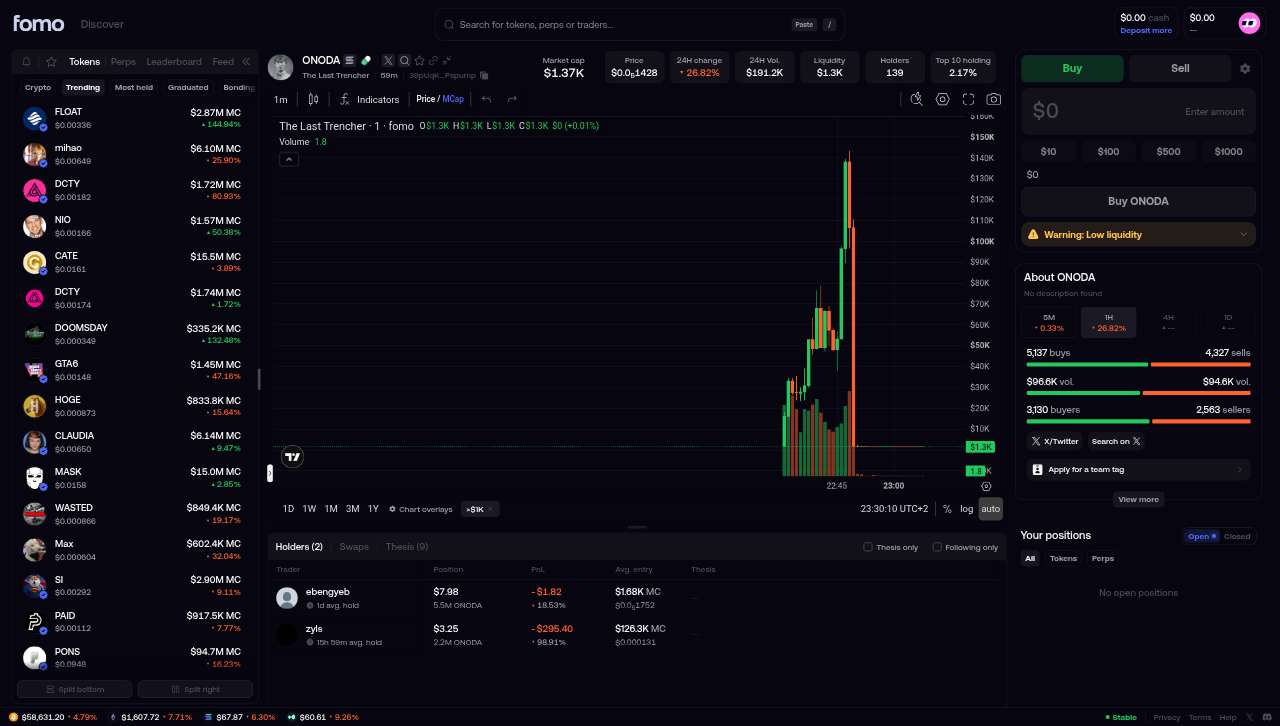 fomo
Discover
Search for tokens, perps or traders...
Paste
/
$0.00 cash
Deposit more
$0.00
—
Tokens Perps Leaderboard Feed
Crypto Trending Most held Graduated Bonding
FLOAT $2.87M MC
$0.00336 144.94%
mihao $6.10M MC
$0.00649 25.90%
DCTY $1.72M MC
$0.00182 80.93%
NIO $1.57M MC
$0.00166 50.38%
CATE $15.5M MC
$0.0161 3.89%
DCTY $1.74M MC
$0.00174 1.72%
DOOMSDAY $335.2K MC
$0.000349 132.48%
GTA6 $1.45M MC
$0.00148 47.16%
HOGE $833.8K MC
$0.000873 15.64%
CLAUDIA $6.14M MC
$0.00650 9.47%
MASK $15.0M MC
$0.0158 2.85%
WASTED $849.4K MC
$0.000866 19.17%
Max $602.4K MC
$0.000604 32.04%
SI $2.90M MC
$0.00292 9.11%
PAID $917.5K MC
$0.00112 7.77%
PONS $94.7M MC
$0.0948 16.23%
Split bottom Split right
ONODA
The Last Trencher 59m
Market cap
$1.37K
Price
$0.0₅1428
24H change
26.82%
24H Vol.
$191.2K
Liquidity
$1.3K
Holders
139
Top 10 holding
2.17%
1m Indicators Price / MCap
The Last Trencher · 1 · fomo O$1.3K H$1.3K L$1.3K C$1.3K $0 (+0.01%)
Volume 1.8
$160K
$150K
$140K
$130K
$120K
$110K
$100K
$90K
$80K
$70K
$60K
$50K
$40K
$30K
$20K
$10K
$1.3K
1.8
22:45 23:00
1D 1W 1M 3M 1Y Chart overlays >$1K
23:30:10 UTC+2 % log auto
Holders (2) Swaps Thesis (9)
Thesis only Following only
Trader Position PnL Avg. entry Thesis
ebengyeb $7.98 -$1.82 $1.68K MC
1d avg. hold 5.5M ONODA 18.53% $0.0₅1752
zyls $3.25 -$295.40 $126.3K MC
15h 59m avg. hold 2.2M ONODA 98.91% $0.000131
Buy Sell
$0 Enter amount
$10 $100 $500 $1000
$0
Buy ONODA
Warning: Low liquidity
About ONODA
No description found
5M 1H 4H 1D
0.33% 26.82% -- --
5,137 buys 4,327 sells
$96.6K vol. $94.6K vol.
3,130 buyers 2,563 sellers
X/Twitter Search on X
Apply for a team tag
View more
Your positions
Open Closed
All Tokens Perps
No open positions
$58,631.20 4.79% $1,607.72 7.71% $67.87 6.30% $60.61 9.26%
Stable Privacy Terms Help